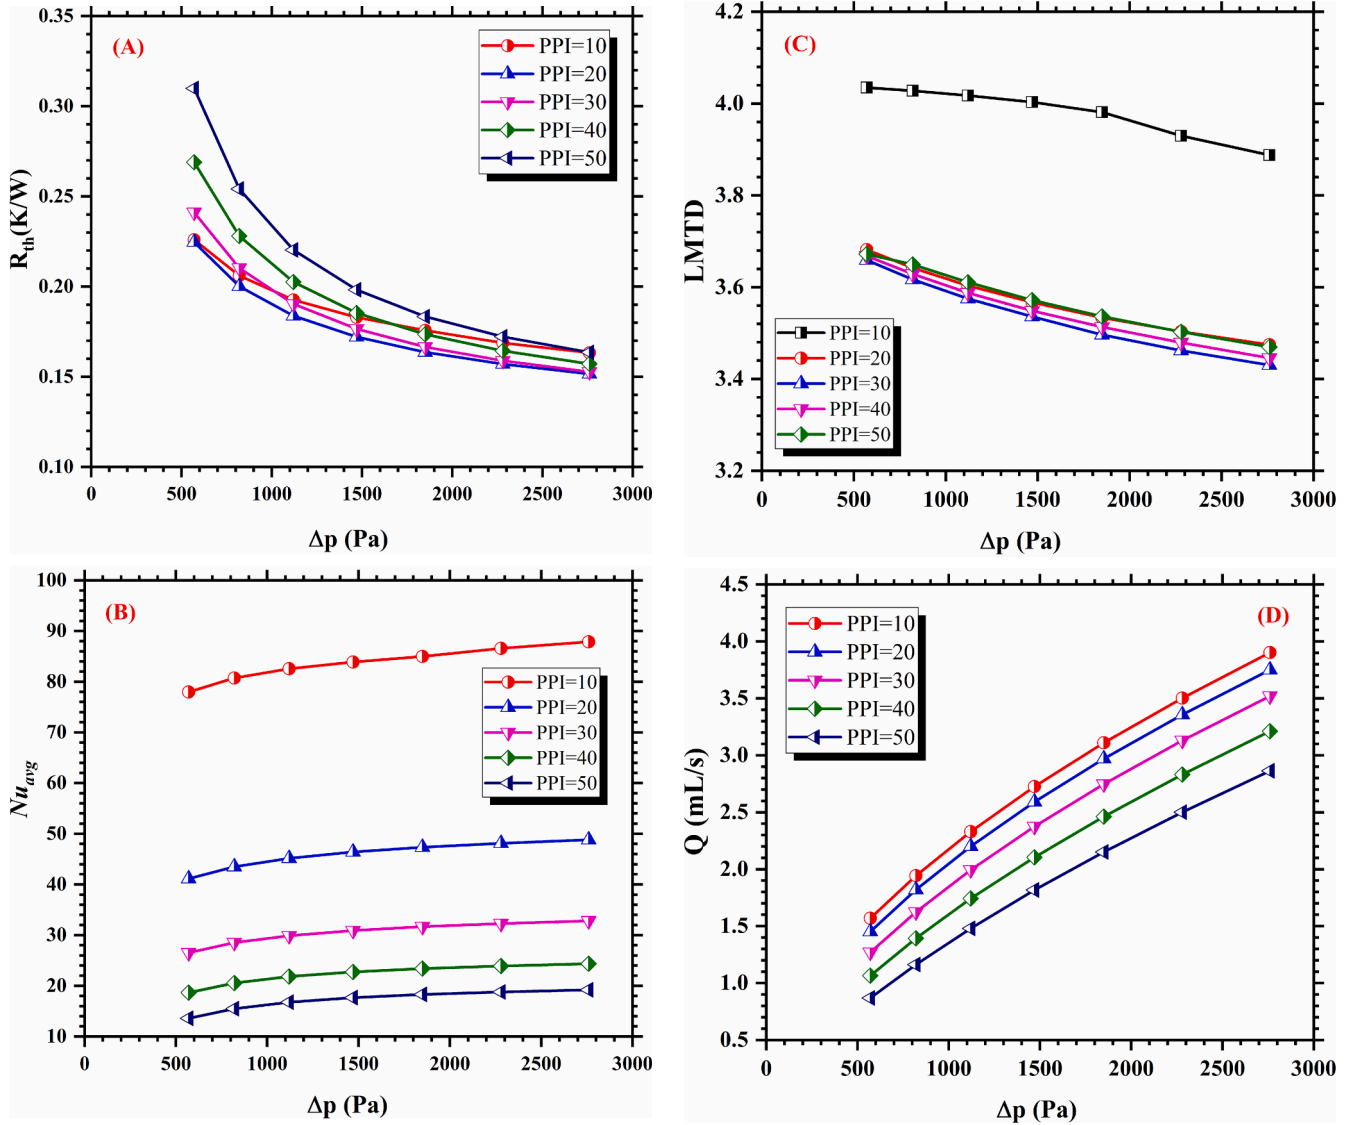 (A)
0.35
0.30
0.25
0.20
0.15
0.10
R_th(K/W)
PPI=10
PPI=20
PPI=30
PPI=40
PPI=50
0 500 1000 1500 2000 2500 3000
Δp (Pa)
(C)
4.2
4.0
3.8
3.6
3.4
3.2
LMTD
PPI=10
PPI=20
PPI=30
PPI=40
PPI=50
0 500 1000 1500 2000 2500 3000
Δp (Pa)
(B)
100
90
80
70
60
50
40
30
20
10
Nu_avg
PPI=10
PPI=20
PPI=30
PPI=40
PPI=50
0 500 1000 1500 2000 2500 3000
Δp (Pa)
(D)
4.5
4.0
3.5
3.0
2.5
2.0
1.5
1.0
0.5
Q (mL/s)
PPI=10
PPI=20
PPI=30
PPI=40
PPI=50
0 500 1000 1500 2000 2500 3000
Δp (Pa)